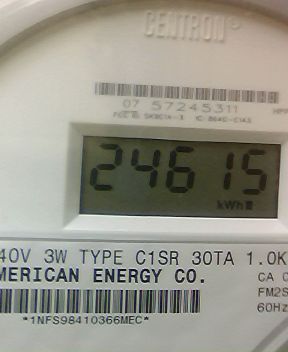 CENTRON®
07 57245311
24615
kWh
40V 3W TYPE C1SR 30TA 1.0K
MERICAN ENERGY CO.
CA 0
FM2S
60Hz
*1NFS98410366MEC*